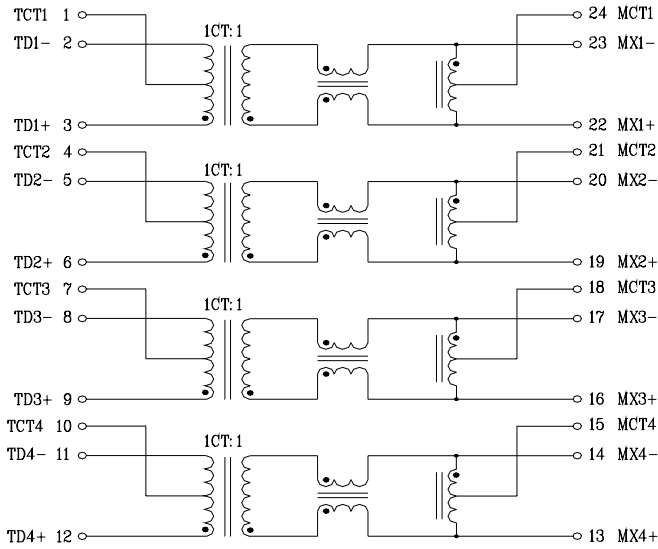 TCT1 1 24 MCT1
1CT:1
TD1- 2 23 MX1-
TD1+ 3 22 MX1+
TCT2 4 21 MCT2
1CT:1
TD2- 5 20 MX2-
TD2+ 6 19 MX2+
TCT3 7 18 MCT3
1CT:1
TD3- 8 17 MX3-
TD3+ 9 16 MX3+
TCT4 10 15 MCT4
1CT:1
TD4- 11 14 MX4-
TD4+ 12 13 MX4+